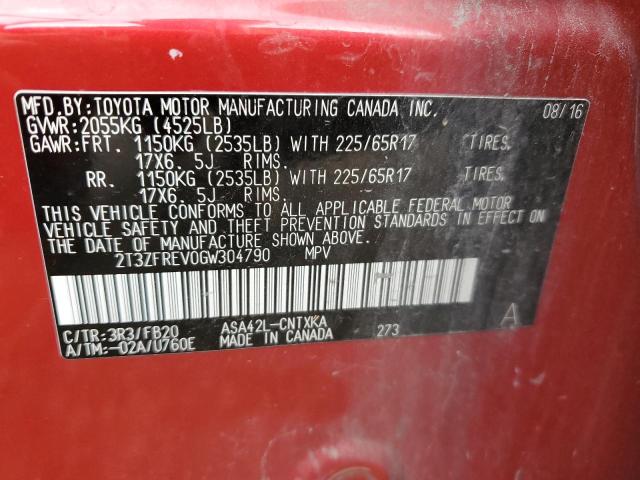 MFD.BY:TOYOTA MOTOR MANUFACTURING CANADA INC. 08/16
GVWR:2055KG (4525LB)
GAWR:FRT. 1150KG (2535LB) WITH 225/65R17 TIRES,
17X6.5J RIMS,
RR. 1150KG (2535LB) WITH 225/65R17 TIRES,
17X6.5J RIMS,
THIS VEHICLE CONFORMS TO ALL APPLICABLE FEDERAL MOTOR
VEHICLE SAFETY AND THEFT PREVENTION STANDARDS IN EFFECT ON
THE DATE OF MANUFACTURE SHOWN ABOVE.
2T3ZFREV0GW304790 MPV
C/TR:3R3/FB20 ASA42L-CNTXKA 273 A
A/TM:-02A/U760E MADE IN CANADA